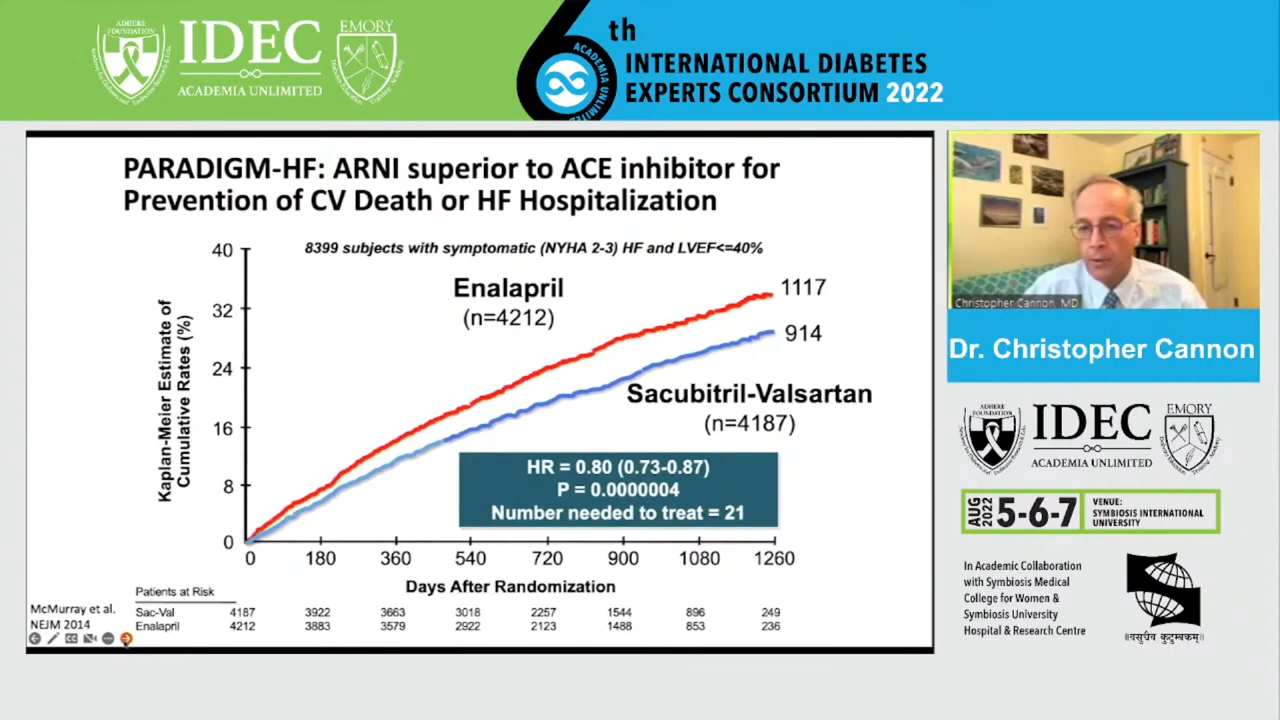 ADHERE
FOUNDATION
IDEC
ACADEMIA UNLIMITED
EMORY
6th
ACADEMIA UNLIMITED
INTERNATIONAL DIABETES
EXPERTS CONSORTIUM 2022
PARADIGM-HF: ARNI superior to ACE inhibitor for
Prevention of CV Death or HF Hospitalization
8399 subjects with symptomatic (NYHA 2-3) HF and LVEF<=40%
Kaplan-Meier Estimate of
Cumulative Rates (%)
40
32
24
16
8
0
Enalapril
(n=4212)
1117
914
Sacubitril-Valsartan
(n=4187)
HR = 0.80 (0.73-0.87)
P = 0.0000004
Number needed to treat = 21
0 180 360 540 720 900 1080 1260
Days After Randomization
Patients at Risk
Sac-Val 4187 3922 3663 3018 2257 1544 896 249
Enalapril 4212 3883 3579 2922 2123 1488 853 236
McMurray et al.
NEJM 2014
Christopher Cannon, MD
Dr. Christopher Cannon
ADHERE
FOUNDATION
IDEC
ACADEMIA UNLIMITED
EMORY
AUG
2022
5-6-7
VENUE:
SYMBIOSIS INTERNATIONAL
UNIVERSITY
In Academic Collaboration
with Symbiosis Medical
College for Women &
Symbiosis University
Hospital & Research Centre
॥वसुधैव कुटुम्बकम्॥